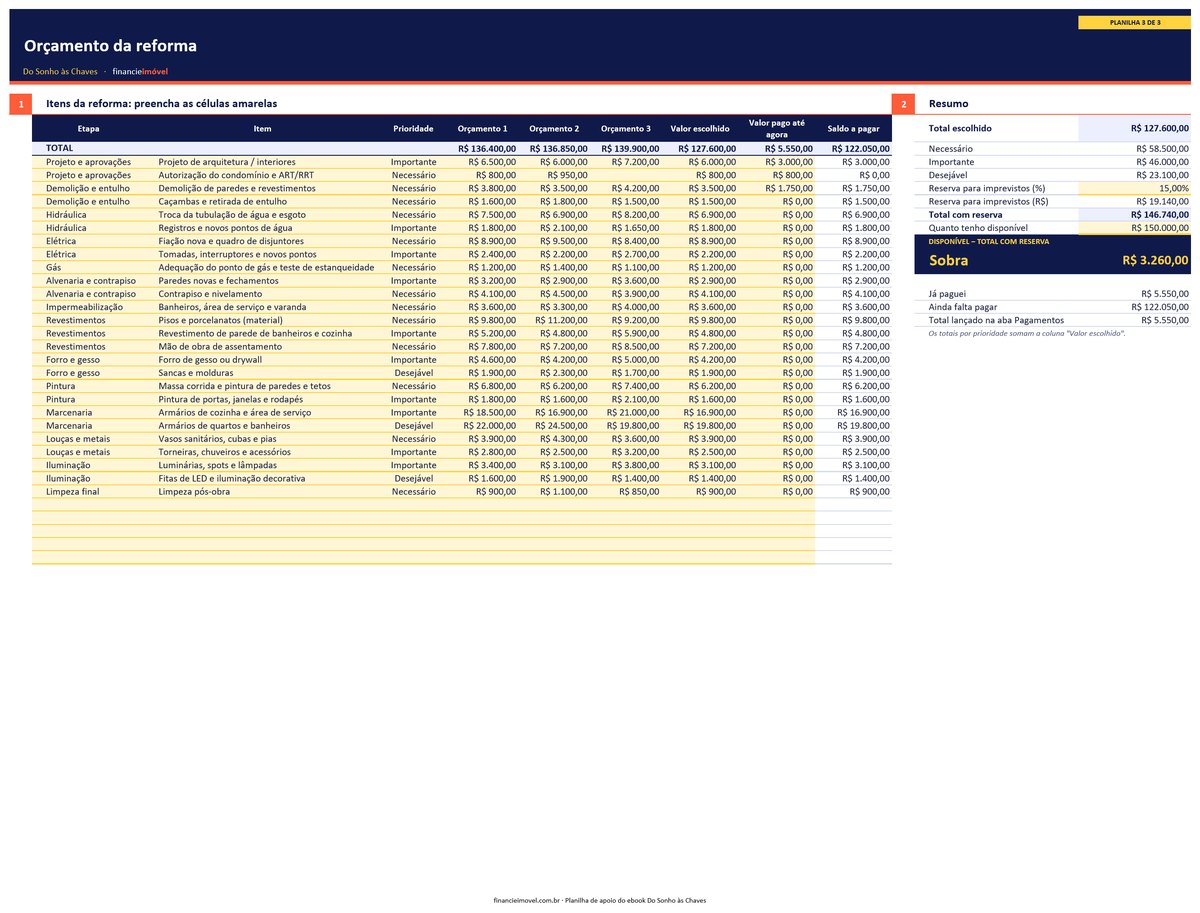 PLANILHA 3 DE 3
Orçamento da reforma
Do Sonho às Chaves · financieimóvel
1 Itens da reforma: preencha as células amarelas
Etapa Item Prioridade Orçamento 1 Orçamento 2 Orçamento 3 Valor escolhido Valor pago até agora Saldo a pagar
TOTAL R$ 136.400,00 R$ 136.850,00 R$ 139.900,00 R$ 127.600,00 R$ 5.550,00 R$ 122.050,00
Projeto e aprovações Projeto de arquitetura / interiores Importante R$ 6.500,00 R$ 6.000,00 R$ 7.200,00 R$ 6.000,00 R$ 3.000,00 R$ 3.000,00
Projeto e aprovações Autorização do condomínio e ART/RRT Necessário R$ 800,00 R$ 950,00 R$ 800,00 R$ 800,00 R$ 0,00
Demolição e entulho Demolição de paredes e revestimentos Necessário R$ 3.800,00 R$ 3.500,00 R$ 4.200,00 R$ 3.500,00 R$ 1.750,00 R$ 1.750,00
Demolição e entulho Caçambas e retirada de entulho Necessário R$ 1.600,00 R$ 1.800,00 R$ 1.500,00 R$ 1.500,00 R$ 0,00 R$ 1.500,00
Hidráulica Troca da tubulação de água e esgoto Necessário R$ 7.500,00 R$ 6.900,00 R$ 8.200,00 R$ 6.900,00 R$ 0,00 R$ 6.900,00
Hidráulica Registros e novos pontos de água Importante R$ 1.800,00 R$ 2.100,00 R$ 1.650,00 R$ 1.800,00 R$ 0,00 R$ 1.800,00
Elétrica Fiação nova e quadro de disjuntores Necessário R$ 8.900,00 R$ 9.500,00 R$ 8.400,00 R$ 8.900,00 R$ 0,00 R$ 8.900,00
Elétrica Tomadas, interruptores e novos pontos Importante R$ 2.400,00 R$ 2.200,00 R$ 2.700,00 R$ 2.200,00 R$ 0,00 R$ 2.200,00
Gás Adequação do ponto de gás e teste de estanqueidade Necessário R$ 1.200,00 R$ 1.400,00 R$ 1.100,00 R$ 1.200,00 R$ 0,00 R$ 1.200,00
Alvenaria e contrapiso Paredes novas e fechamentos Importante R$ 3.200,00 R$ 2.900,00 R$ 3.600,00 R$ 2.900,00 R$ 0,00 R$ 2.900,00
Alvenaria e contrapiso Contrapiso e nivelamento Necessário R$ 4.100,00 R$ 4.500,00 R$ 3.900,00 R$ 4.100,00 R$ 0,00 R$ 4.100,00
Impermeabilização Banheiros, área de serviço e varanda Necessário R$ 3.600,00 R$ 3.300,00 R$ 4.000,00 R$ 3.600,00 R$ 0,00 R$ 3.600,00
Revestimentos Pisos e porcelanatos (material) Necessário R$ 9.800,00 R$ 11.200,00 R$ 9.200,00 R$ 9.800,00 R$ 0,00 R$ 9.800,00
Revestimentos Revestimento de parede de banheiros e cozinha Importante R$ 5.200,00 R$ 4.800,00 R$ 5.900,00 R$ 4.800,00 R$ 0,00 R$ 4.800,00
Revestimentos Mão de obra de assentamento Necessário R$ 7.800,00 R$ 7.200,00 R$ 8.500,00 R$ 7.200,00 R$ 0,00 R$ 7.200,00
Forro e gesso Forro de gesso ou drywall Importante R$ 4.600,00 R$ 4.200,00 R$ 5.000,00 R$ 4.200,00 R$ 0,00 R$ 4.200,00
Forro e gesso Sancas e molduras Desejável R$ 1.900,00 R$ 2.300,00 R$ 1.700,00 R$ 1.900,00 R$ 0,00 R$ 1.900,00
Pintura Massa corrida e pintura de paredes e tetos Necessário R$ 6.800,00 R$ 6.200,00 R$ 7.400,00 R$ 6.200,00 R$ 0,00 R$ 6.200,00
Pintura Pintura de portas, janelas e rodapés Importante R$ 1.800,00 R$ 1.600,00 R$ 2.100,00 R$ 1.600,00 R$ 0,00 R$ 1.600,00
Marcenaria Armários de cozinha e área de serviço Importante R$ 18.500,00 R$ 16.900,00 R$ 21.000,00 R$ 16.900,00 R$ 0,00 R$ 16.900,00
Marcenaria Armários de quartos e banheiros Desejável R$ 22.000,00 R$ 24.500,00 R$ 19.800,00 R$ 19.800,00 R$ 0,00 R$ 19.800,00
Louças e metais Vasos sanitários, cubas e pias Necessário R$ 3.900,00 R$ 4.300,00 R$ 3.600,00 R$ 3.900,00 R$ 0,00 R$ 3.900,00
Louças e metais Torneiras, chuveiros e acessórios Importante R$ 2.800,00 R$ 2.500,00 R$ 3.200,00 R$ 2.500,00 R$ 0,00 R$ 2.500,00
Iluminação Luminárias, spots e lâmpadas Importante R$ 3.400,00 R$ 3.100,00 R$ 3.800,00 R$ 3.100,00 R$ 0,00 R$ 3.100,00
Iluminação Fitas de LED e iluminação decorativa Desejável R$ 1.600,00 R$ 1.900,00 R$ 1.400,00 R$ 1.400,00 R$ 0,00 R$ 1.400,00
Limpeza final Limpeza pós-obra Necessário R$ 900,00 R$ 1.100,00 R$ 850,00 R$ 900,00 R$ 0,00 R$ 900,00
2 Resumo
Total escolhido R$ 127.600,00
Necessário R$ 58.500,00
Importante R$ 46.000,00
Desejável R$ 23.100,00
Reserva para imprevistos (%) 15,00%
Reserva para imprevistos (R$) R$ 19.140,00
Total com reserva R$ 146.740,00
Quanto tenho disponível R$ 150.000,00
DISPONÍVEL – TOTAL COM RESERVA
Sobra R$ 3.260,00
Já paguei R$ 5.550,00
Ainda falta pagar R$ 122.050,00
Total lançado na aba Pagamentos R$ 5.550,00
Os totais por prioridade somam a coluna "Valor escolhido".
financieimovel.com.br · Planilha de apoio do ebook Do Sonho às Chaves